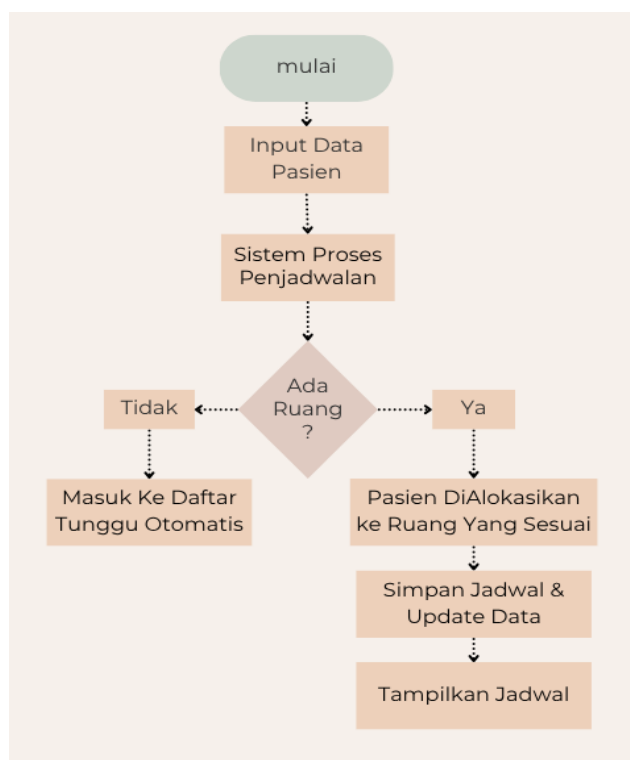 mulai
Input Data
Pasien
Sistem Proses
Penjadwalan
Ada
Ruang
?
Tidak
Ya
Masuk Ke Daftar
Tunggu Otomatis
Pasien DiAlokasikan
ke Ruang Yang Sesuai
Simpan Jadwal &
Update Data
Tampilkan Jadwal